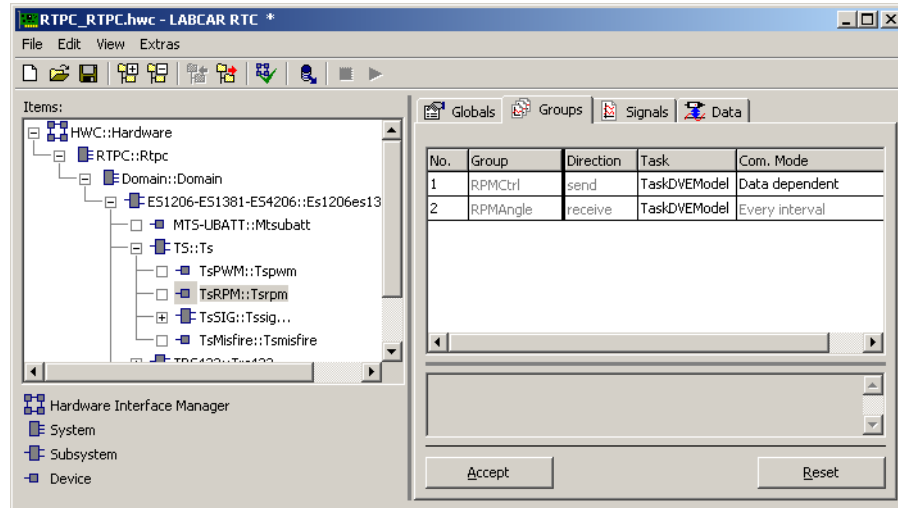 RTPC_RTPC.hwc - LABCAR RTC *
File Edit View Extras
Items:
HWC::Hardware
RTPC::Rtpc
Domain::Domain
ES1206-ES1381-ES4206::Es1206es13
MTS-UBATT::Mtsubatt
TS::Ts
TsPWM::Tspwm
TsRPM::Tsrpm
TsSIG::Tssig...
TsMisfire::Tsmisfire
Hardware Interface Manager
System
Subsystem
Device
Globals Groups Signals Data
No. Group Direction Task Com. Mode
1 RPMCtrl send TaskDVEModel Data dependent
2 RPMAngle receive TaskDVEModel Every interval
Accept Reset